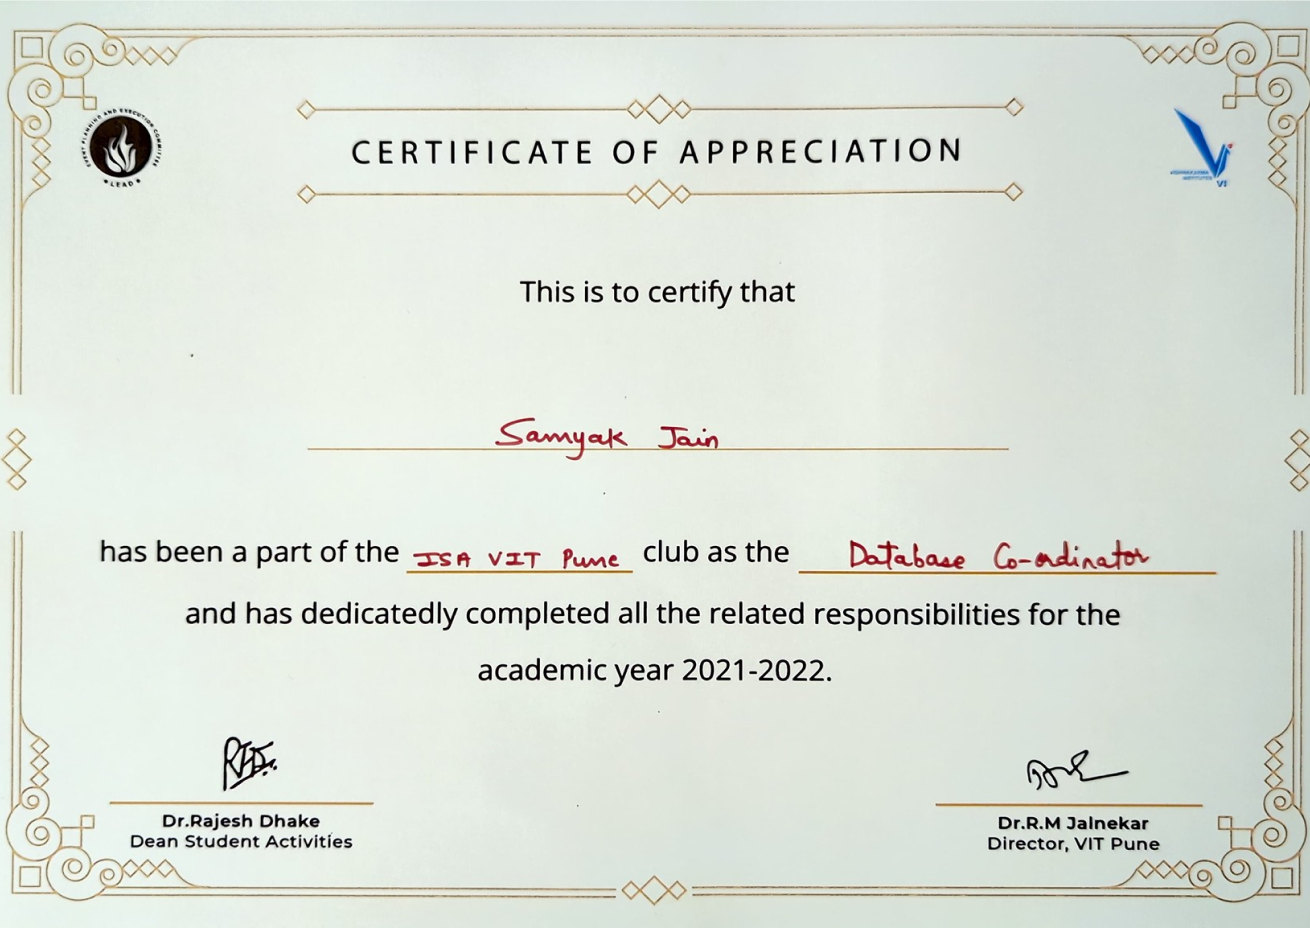 EVENT PLANNING AND EXECUTION COMMITTEE
LEAD
VISHWAKARMA
INSTITUTES
VI
CERTIFICATE OF APPRECIATION
This is to certify that
Samyak Jain
has been a part of the ISA VIT Pune club as the Database Co-ordinator
and has dedicatedly completed all the related responsibilities for the
academic year 2021-2022.
Dr.Rajesh Dhake
Dean Student Activities
Dr.R.M Jalnekar
Director, VIT Pune